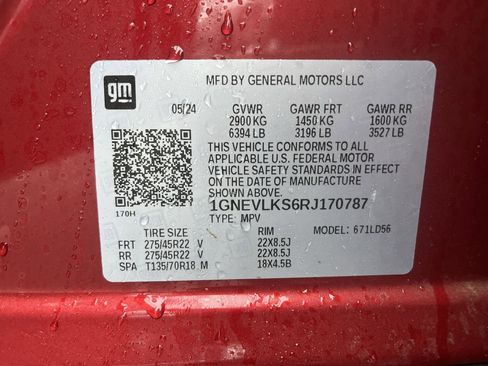 gm
MFD BY GENERAL MOTORS LLC
05/24 GVWR GAWR FRT GAWR RR
2900 KG 1450 KG 1600 KG
6394 LB 3196 LB 3527 LB
THIS VEHICLE CONFORMS TO ALL
APPLICABLE U.S. FEDERAL MOTOR
VEHICLE SAFETY STANDARDS IN EFFECT
ON THE DATE OF MANUFACTURE
SHOWN ABOVE.
170H
1GNEVLKS6RJ170787
TYPE: MPV MODEL: 671LD56
TIRE SIZE RIM
FRT 275/45R22 V 22X8.5J
RR 275/45R22 V 22X8.5J
SPA T135/70R18 M 18X4.5B